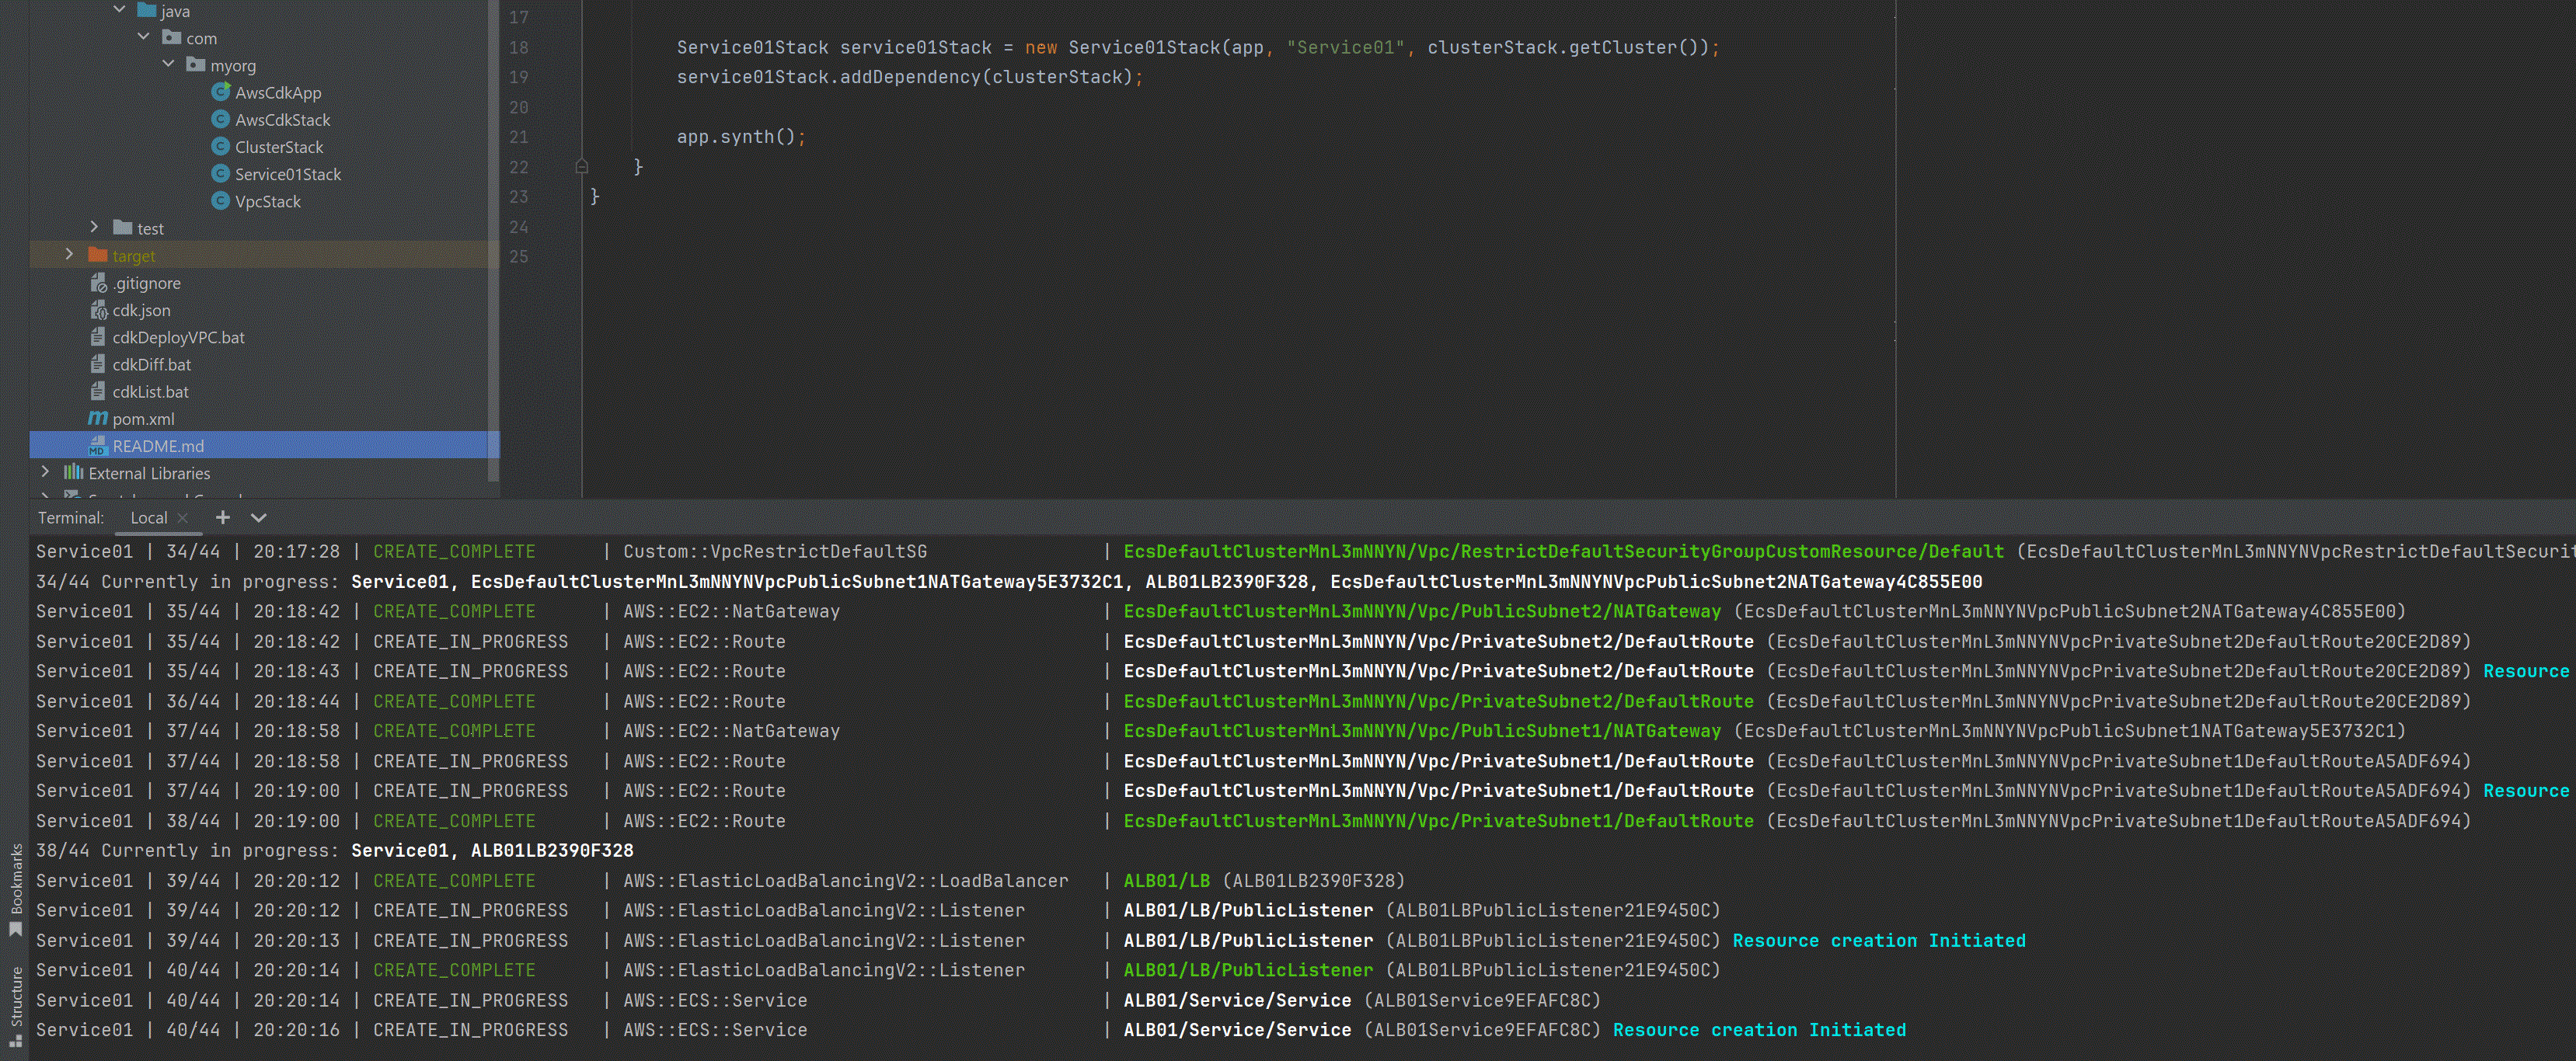 java
com
myorg
AwsCdkApp
AwsCdkStack
ClusterStack
Service01Stack
VpcStack
test
target
.gitignore
cdk.json
cdkDeployVPC.bat
cdkDiff.bat
cdkList.bat
pom.xml
README.md
External Libraries
17
18 Service01Stack service01Stack = new Service01Stack(app, "Service01", clusterStack.getCluster());
19 service01Stack.addDependency(clusterStack);
20
21 app.synth();
22 }
23 }
24
25
Terminal: Local
Service01 | 34/44 | 20:17:28 | CREATE_COMPLETE | Custom::VpcRestrictDefaultSG | EcsDefaultClusterMnL3mNNYN/Vpc/RestrictDefaultSecurityGroupCustomResource/Default (EcsDefaultClusterMnL3mNNYNVpcRestrictDefaultSecurit
34/44 Currently in progress: Service01, EcsDefaultClusterMnL3mNNYNVpcPublicSubnet1NATGateway5E3732C1, ALB01LB2390F328, EcsDefaultClusterMnL3mNNYNVpcPublicSubnet2NATGateway4C855E00
Service01 | 35/44 | 20:18:42 | CREATE_COMPLETE | AWS::EC2::NatGateway | EcsDefaultClusterMnL3mNNYN/Vpc/PublicSubnet2/NATGateway (EcsDefaultClusterMnL3mNNYNVpcPublicSubnet2NATGateway4C855E00)
Service01 | 35/44 | 20:18:42 | CREATE_IN_PROGRESS | AWS::EC2::Route | EcsDefaultClusterMnL3mNNYN/Vpc/PrivateSubnet2/DefaultRoute (EcsDefaultClusterMnL3mNNYNVpcPrivateSubnet2DefaultRoute20CE2D89)
Service01 | 35/44 | 20:18:43 | CREATE_IN_PROGRESS | AWS::EC2::Route | EcsDefaultClusterMnL3mNNYN/Vpc/PrivateSubnet2/DefaultRoute (EcsDefaultClusterMnL3mNNYNVpcPrivateSubnet2DefaultRoute20CE2D89) Resource
Service01 | 36/44 | 20:18:44 | CREATE_COMPLETE | AWS::EC2::Route | EcsDefaultClusterMnL3mNNYN/Vpc/PrivateSubnet2/DefaultRoute (EcsDefaultClusterMnL3mNNYNVpcPrivateSubnet2DefaultRoute20CE2D89)
Service01 | 37/44 | 20:18:58 | CREATE_COMPLETE | AWS::EC2::NatGateway | EcsDefaultClusterMnL3mNNYN/Vpc/PublicSubnet1/NATGateway (EcsDefaultClusterMnL3mNNYNVpcPublicSubnet1NATGateway5E3732C1)
Service01 | 37/44 | 20:18:58 | CREATE_IN_PROGRESS | AWS::EC2::Route | EcsDefaultClusterMnL3mNNYN/Vpc/PrivateSubnet1/DefaultRoute (EcsDefaultClusterMnL3mNNYNVpcPrivateSubnet1DefaultRouteA5ADF694)
Service01 | 37/44 | 20:19:00 | CREATE_IN_PROGRESS | AWS::EC2::Route | EcsDefaultClusterMnL3mNNYN/Vpc/PrivateSubnet1/DefaultRoute (EcsDefaultClusterMnL3mNNYNVpcPrivateSubnet1DefaultRouteA5ADF694) Resource
Service01 | 38/44 | 20:19:00 | CREATE_COMPLETE | AWS::EC2::Route | EcsDefaultClusterMnL3mNNYN/Vpc/PrivateSubnet1/DefaultRoute (EcsDefaultClusterMnL3mNNYNVpcPrivateSubnet1DefaultRouteA5ADF694)
38/44 Currently in progress: Service01, ALB01LB2390F328
Service01 | 39/44 | 20:20:12 | CREATE_COMPLETE | AWS::ElasticLoadBalancingV2::LoadBalancer | ALB01/LB (ALB01LB2390F328)
Service01 | 39/44 | 20:20:12 | CREATE_IN_PROGRESS | AWS::ElasticLoadBalancingV2::Listener | ALB01/LB/PublicListener (ALB01LBPublicListener21E9450C)
Service01 | 39/44 | 20:20:13 | CREATE_IN_PROGRESS | AWS::ElasticLoadBalancingV2::Listener | ALB01/LB/PublicListener (ALB01LBPublicListener21E9450C) Resource creation Initiated
Service01 | 40/44 | 20:20:14 | CREATE_COMPLETE | AWS::ElasticLoadBalancingV2::Listener | ALB01/LB/PublicListener (ALB01LBPublicListener21E9450C)
Service01 | 40/44 | 20:20:14 | CREATE_IN_PROGRESS | AWS::ECS::Service | ALB01/Service/Service (ALB01Service9EFAFC8C)
Service01 | 40/44 | 20:20:16 | CREATE_IN_PROGRESS | AWS::ECS::Service | ALB01/Service/Service (ALB01Service9EFAFC8C) Resource creation Initiated
Bookmarks
Structure